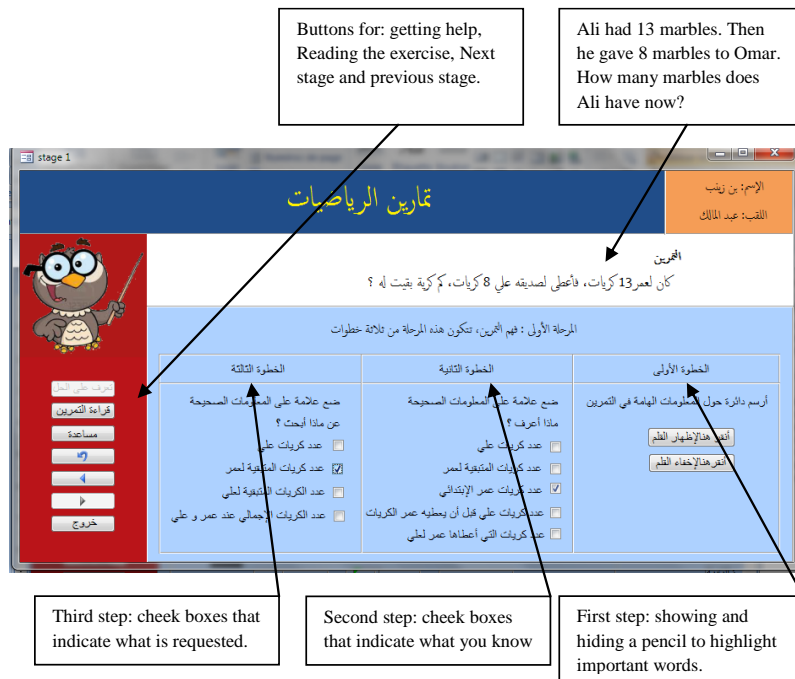 Buttons for: getting help,
Reading the exercise, Next
stage and previous stage.
Ali had 13 marbles. Then
he gave 8 marbles to Omar.
How many marbles does
Ali have now?
stage 1
تمارين الرياضيات
الإسم: بن زينب
اللقب: عبد المالك
التمرين
كان لعمر 13 كريات، فأعطى لصديقه علي 8 كريات، كم كرية بقيت له ؟
المرحلة الأولى : فهم التمرين، تتكون هذه المرحلة من ثلاثة خطوات
الخطوة الأولى
أرسم دائرة حول المعلومات الهامة في التمرين
أنقر هنا لإظهار القلم
أنقر هنا لإخفاء القلم
الخطوة الثانية
ضع علامة على المعلومات الصحيحة
ماذا أعرف ؟
عدد كريات علي
عدد كريات المتبقية لعمر
عدد كريات عمر الإبتدائي
عدد كريات علي قبل أن يعطيه عمر الكريات
عدد كريات التي أعطاها عمر لعلي
الخطوة الثالثة
ضع علامة على المعلومات الصحيحة
عن ماذا أبحث ؟
عدد كريات علي
عدد كريات المتبقية لعمر
عدد الكريات المتبقية لعلي
عدد الكريات الإجمالي عند عمر و علي
تعرف على الحل
قراءة التمرين
مساعدة
خروج
Third step: cheek boxes that
indicate what is requested.
Second step: cheek boxes
that indicate what you know
First step: showing and
hiding a pencil to highlight
important words.